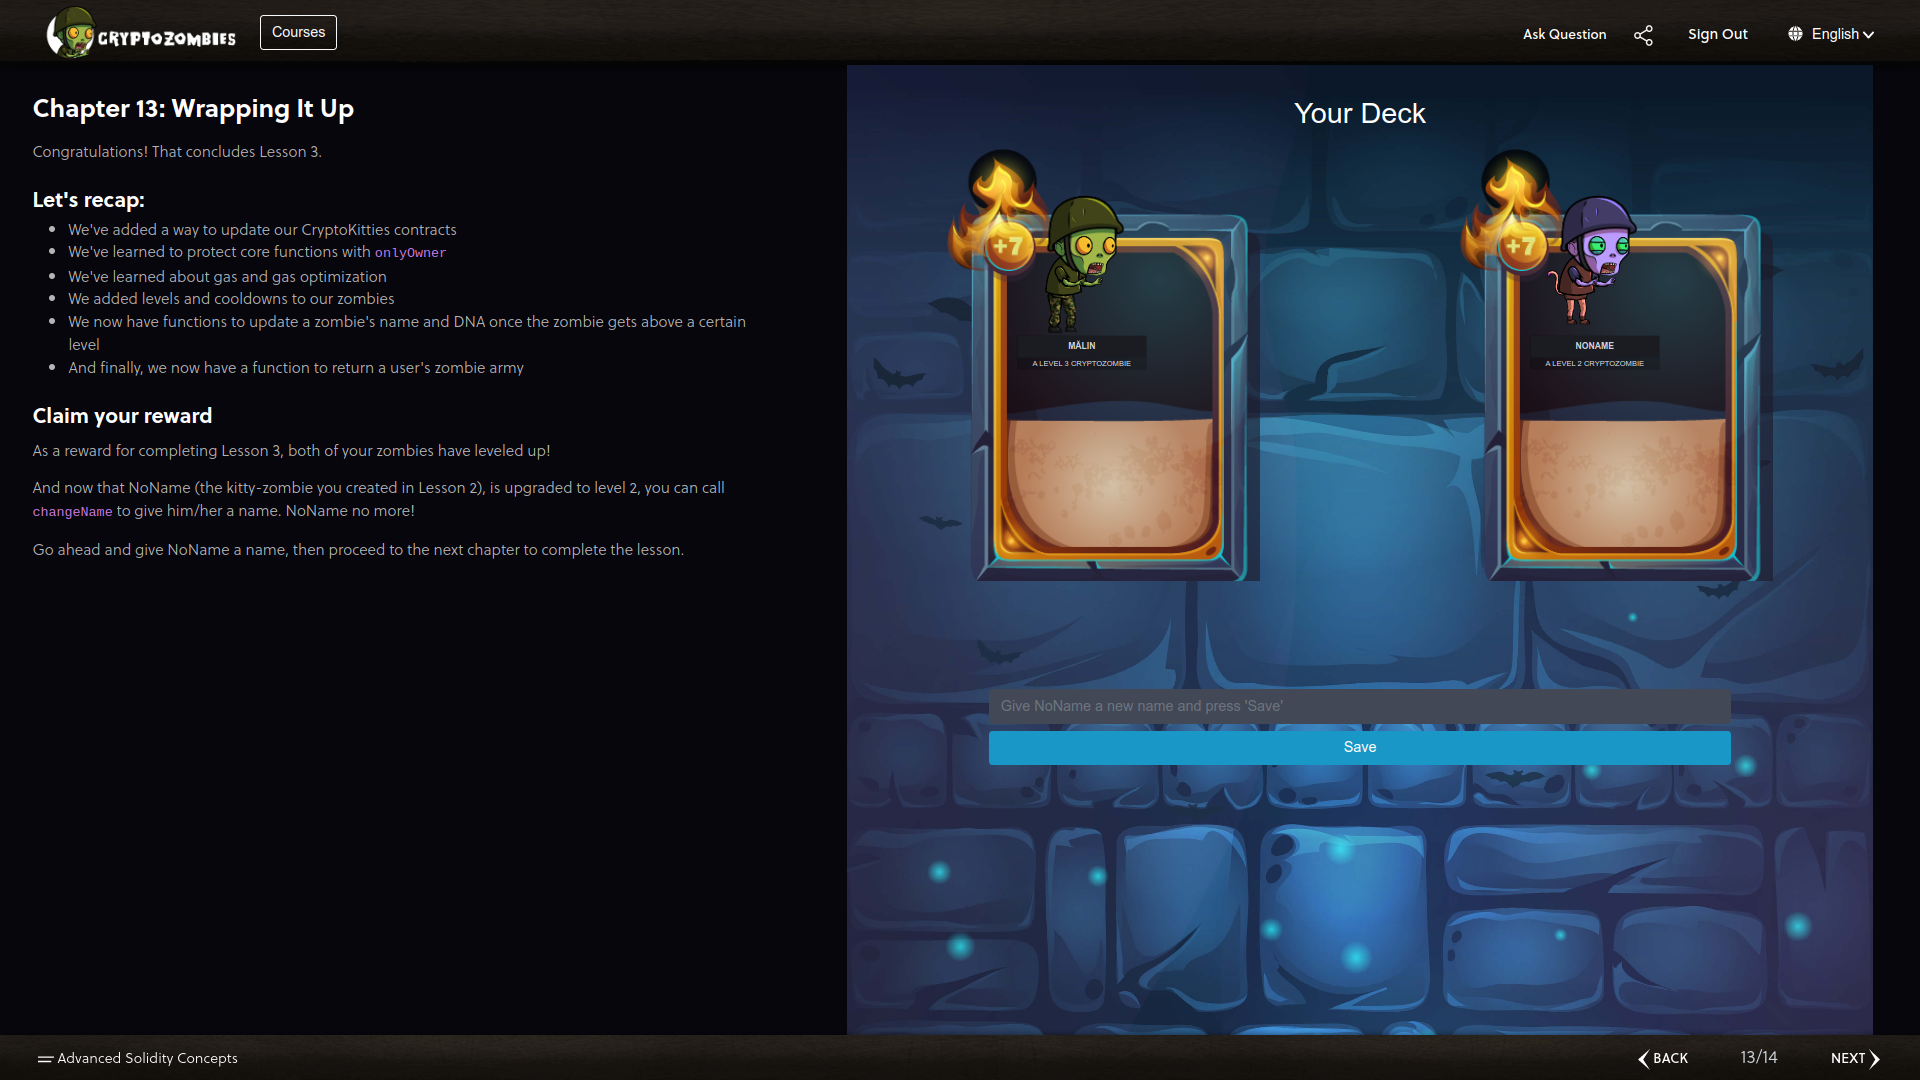 CRYPTOZOMBIES
Courses
Ask Question
Sign Out
English
Chapter 13: Wrapping It Up
Congratulations! That concludes Lesson 3.
Let's recap:
We've added a way to update our CryptoKitties contracts
We've learned to protect core functions with onlyOwner
We've learned about gas and gas optimization
We added levels and cooldowns to our zombies
We now have functions to update a zombie's name and DNA once the zombie gets above a certain
level
And finally, we now have a function to return a user's zombie army
Claim your reward
As a reward for completing Lesson 3, both of your zombies have leveled up!
And now that NoName (the kitty-zombie you created in Lesson 2), is upgraded to level 2, you can call
changeName to give him/her a name. NoName no more!
Go ahead and give NoName a name, then proceed to the next chapter to complete the lesson.
Your Deck
+7
MÁLIN
A LEVEL 3 CRYPTOZOMBIE
+7
NONAME
A LEVEL 2 CRYPTOZOMBIE
Give NoName a new name and press 'Save'
Save
Advanced Solidity Concepts
BACK
13/14
NEXT